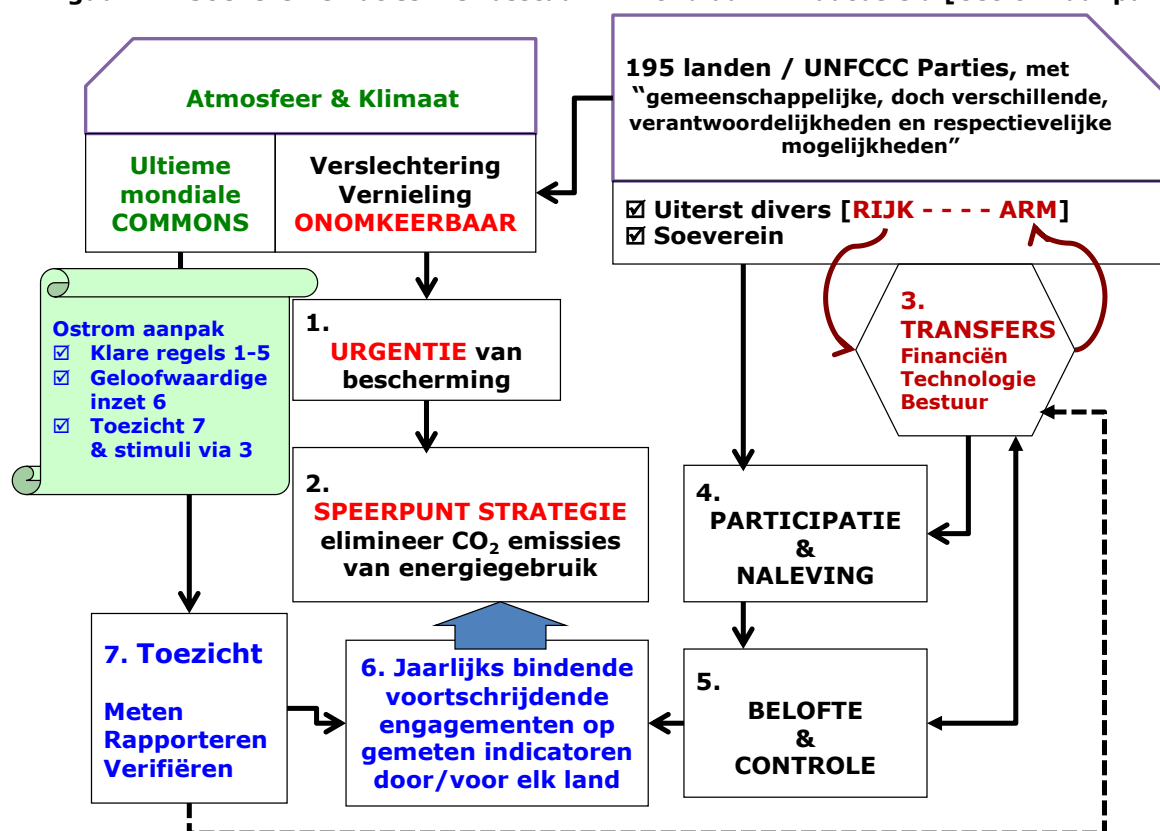 195 landen / UNFCCC Parties, met
“gemeenschappelijke, doch verschillende,
verantwoordelijkheden en respectievelijke
mogelijkheden”
Atmosfeer & Klimaat
Ultieme
mondiale
COMMONS
Verslechtering
Vernieling
ONOMKEERBAAR
☑ Uiterst divers [RIJK - - - - ARM]
☑ Soeverein
Ostrom aanpak
☑ Klare regels 1-5
☑ Geloofwaardige
inzet 6
☑ Toezicht 7
& stimuli via 3
1.
URGENTIE van
bescherming
3.
TRANSFERS
Financiën
Technologie
Bestuur
2.
SPEERPUNT STRATEGIE
elimineer CO₂ emissies
van energiegebruik
4.
PARTICIPATIE
&
NALEVING
7. Toezicht
Meten
Rapporteren
Verifiëren
6. Jaarlijks bindende
voortschrijdende
engagementen op
gemeten indicatoren
door/voor elk land
5.
BELOFTE
&
CONTROLE